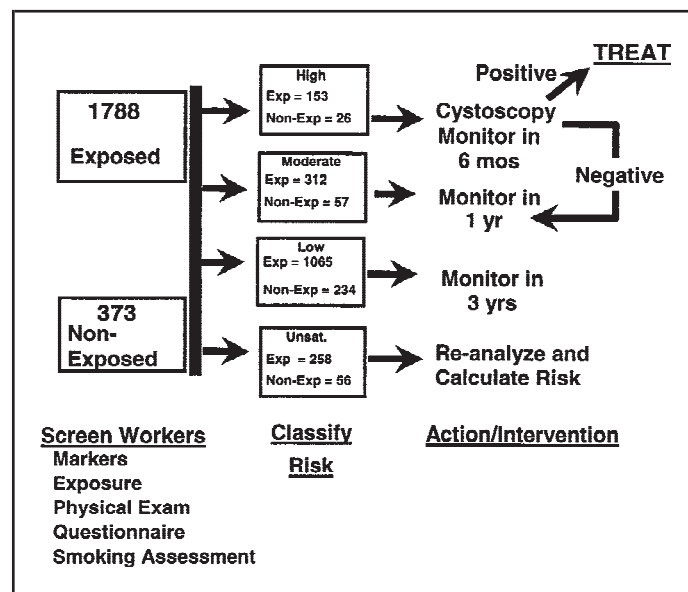 1788
Exposed
373
Non-
Exposed
High
Exp = 153
Non-Exp = 26
Moderate
Exp = 312
Non-Exp = 57
Low
Exp = 1065
Non-Exp = 234
Unsat.
Exp = 258
Non-Exp = 56
TREAT
Positive
Cystoscopy
Monitor in
6 mos
Negative
Monitor in
1 yr
Monitor in
3 yrs
Re-analyze and
Calculate Risk
Screen Workers
Markers
Exposure
Physical Exam
Questionnaire
Smoking Assessment
Classify
Risk
Action/Intervention